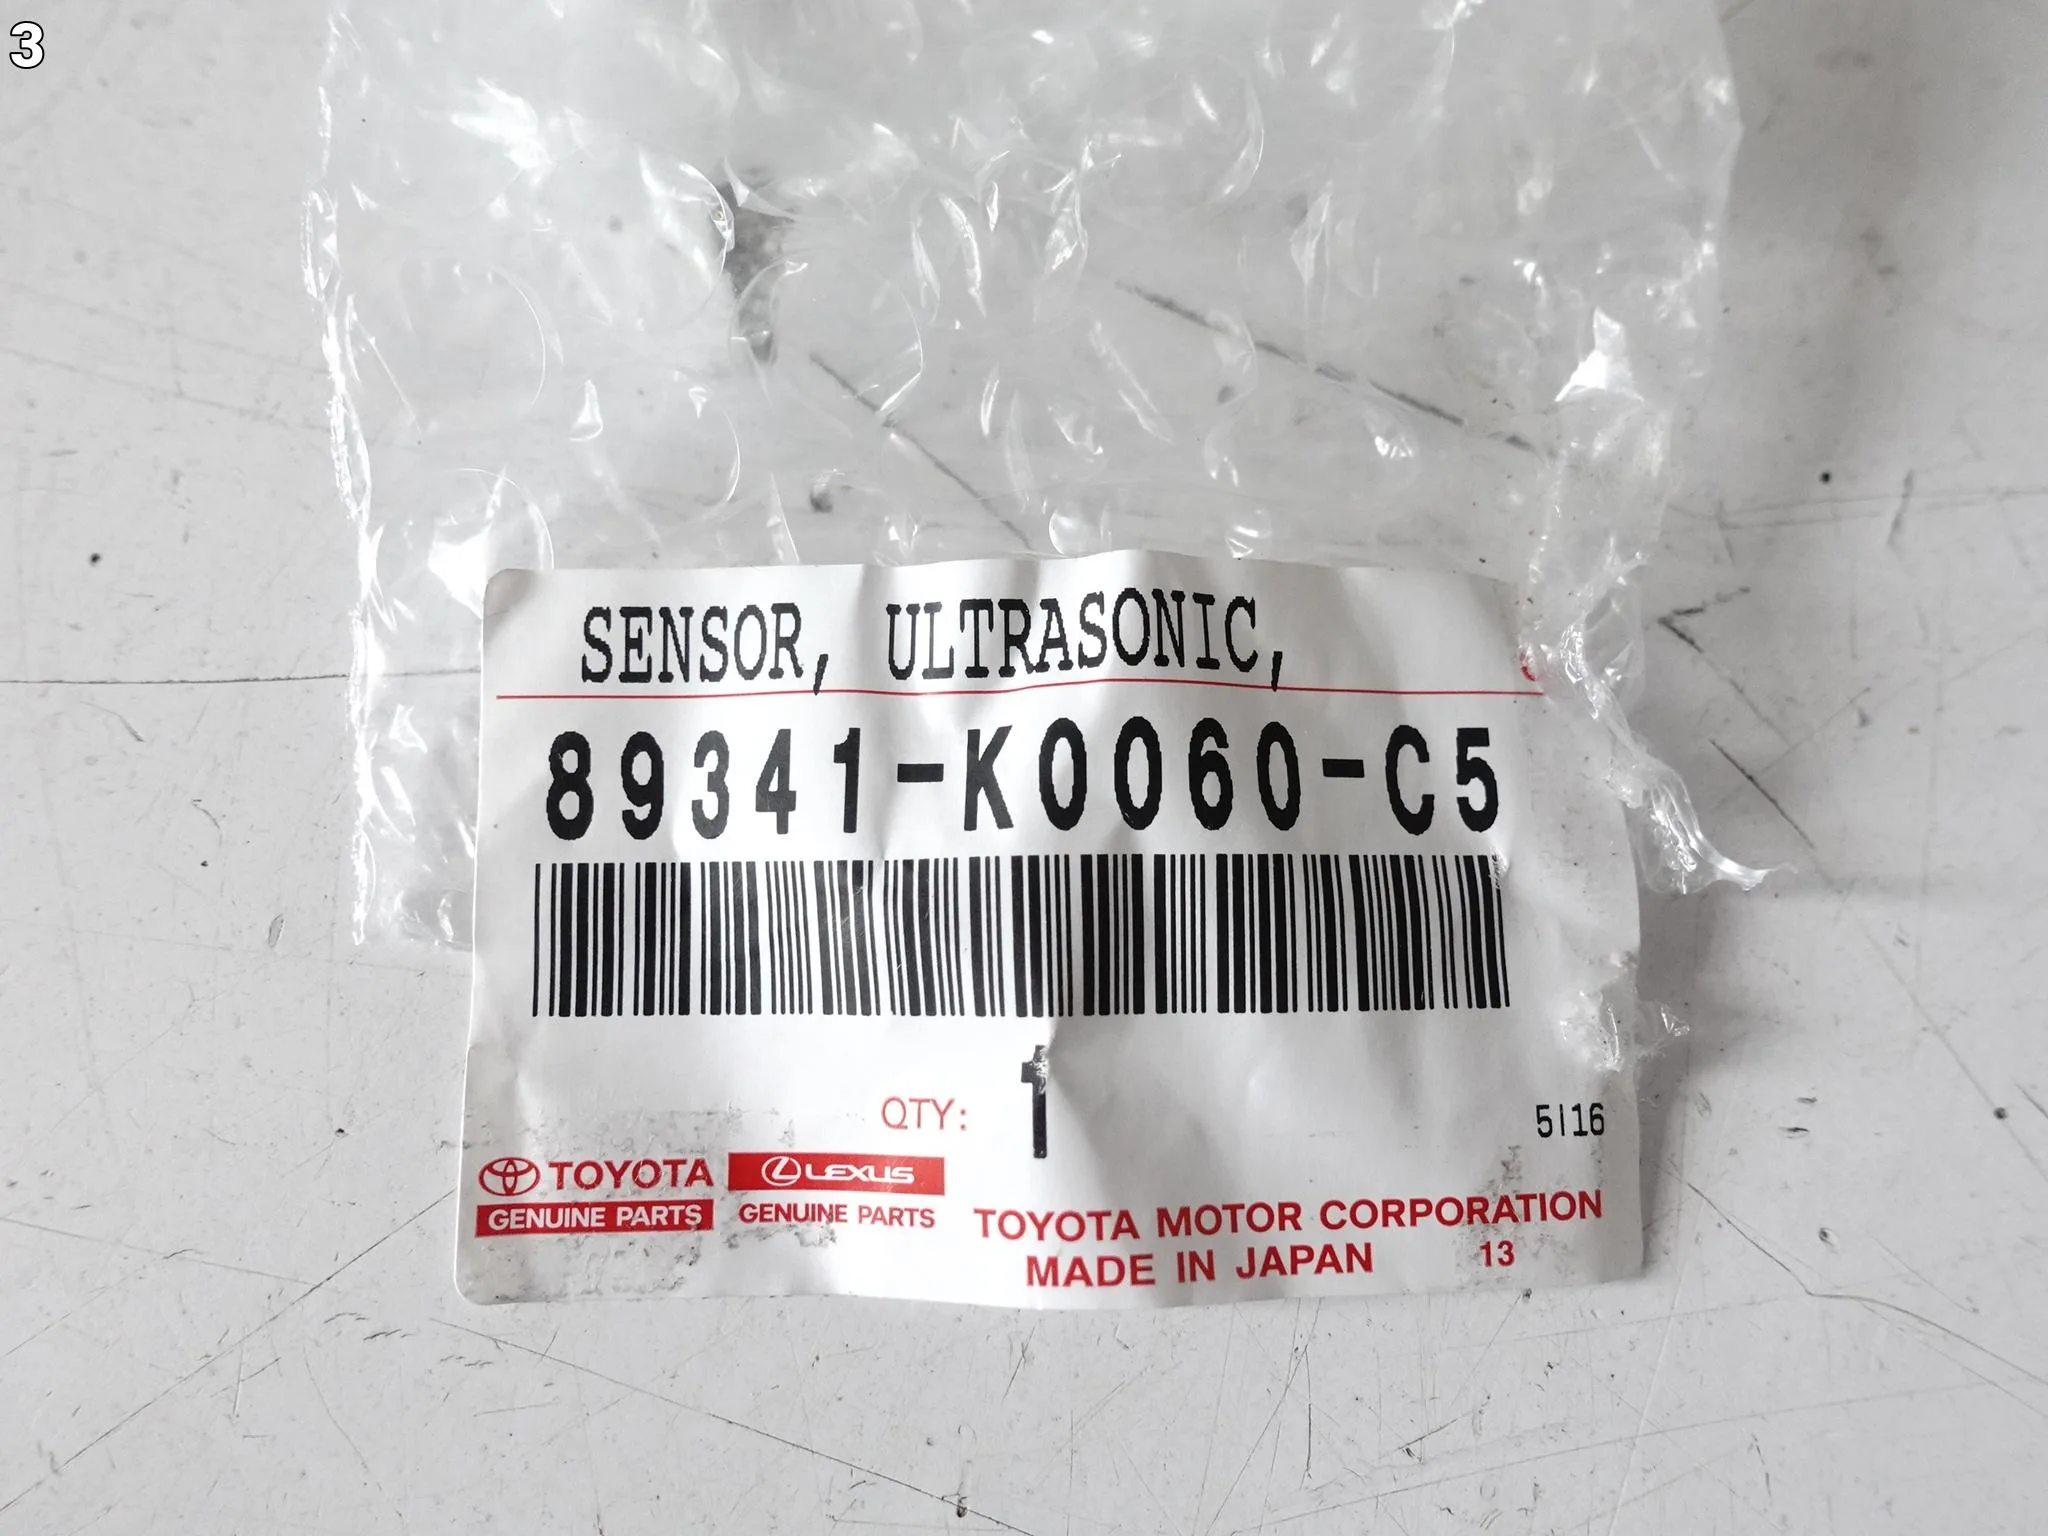 3
SENSOR, ULTRASONIC,
89341-K0060-C5
QTY: 1
5I16
TOYOTA LEXUS
GENUINE PARTS GENUINE PARTS
TOYOTA MOTOR CORPORATION
MADE IN JAPAN 13